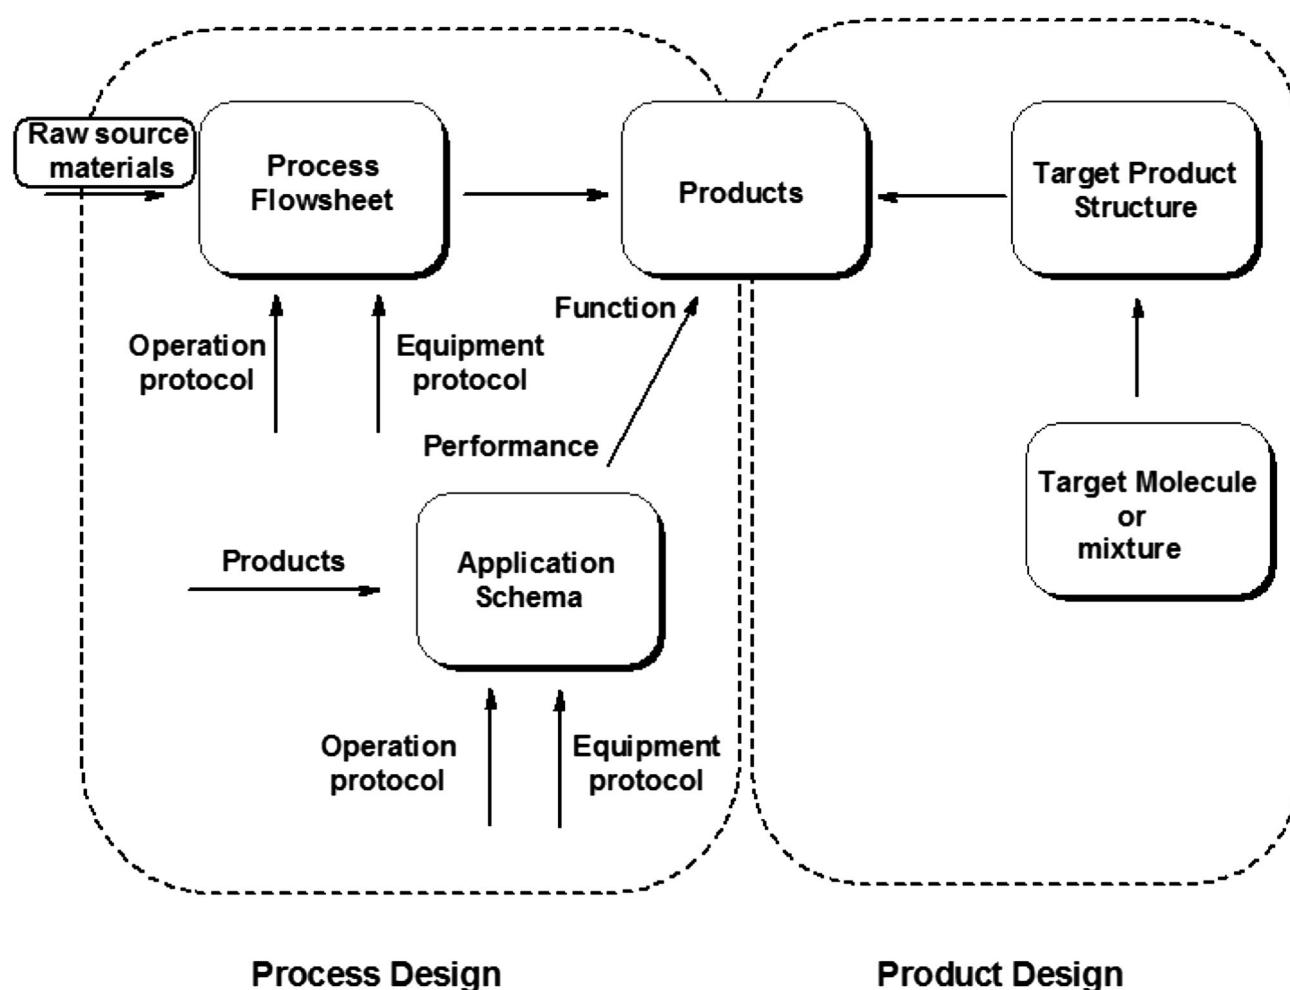 Raw source
materials
Process
Flowsheet
Products
Target Product
Structure
Function
Operation
protocol
Equipment
protocol
Performance
Target Molecule
or
mixture
Products
Application
Schema
Operation
protocol
Equipment
protocol
Process Design
Product Design